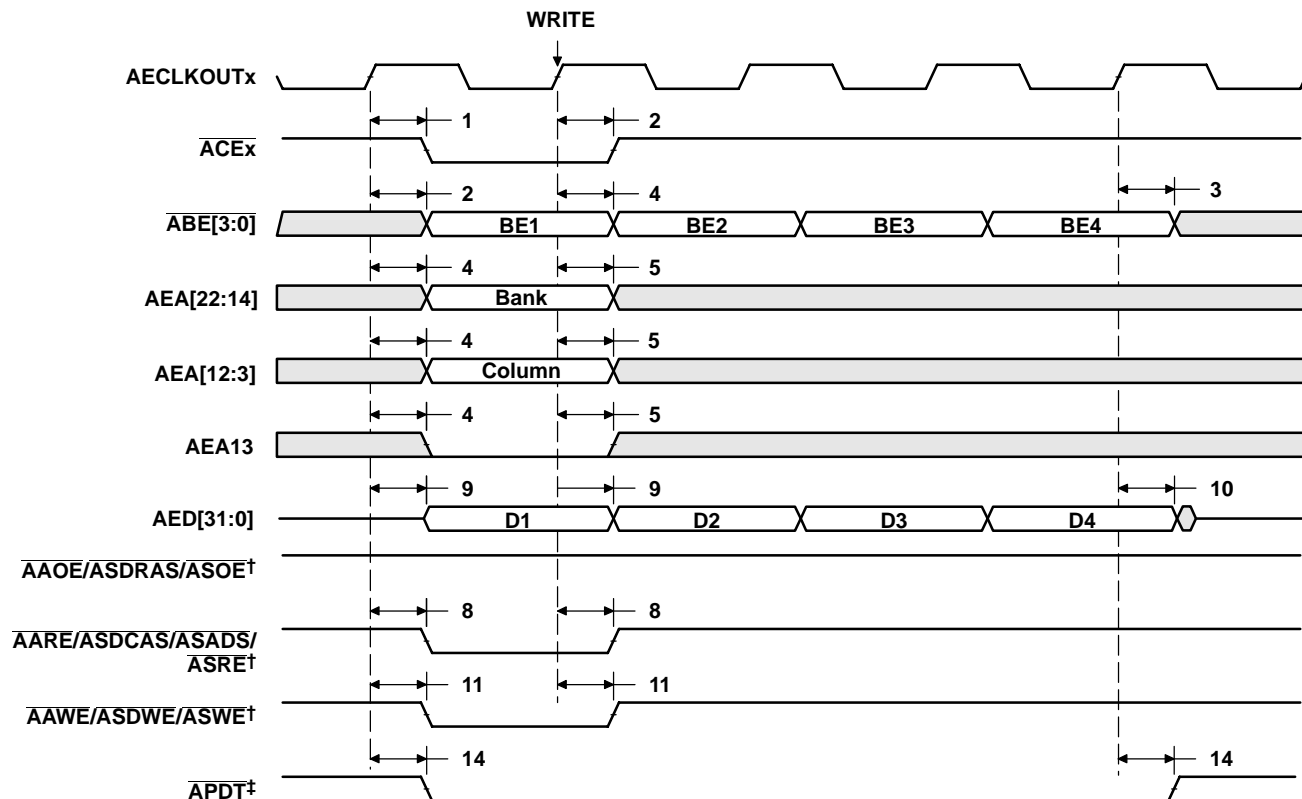 WRITE
AECLKOUTx
1 2
ACEx
2 4 3
ABE[3:0]
BE1 BE2 BE3 BE4
4 5
AEA[22:14]
Bank
4 5
AEA[12:3]
Column
4 5
AEA13
9 9 10
AED[31:0]
D1 D2 D3 D4
AAOE/ASDRAS/ASOE†
8 8
AARE/ASDCAS/ASADS/
ASRE†
11 11
AAWE/ASDWE/ASWE†
14 14
APDT‡